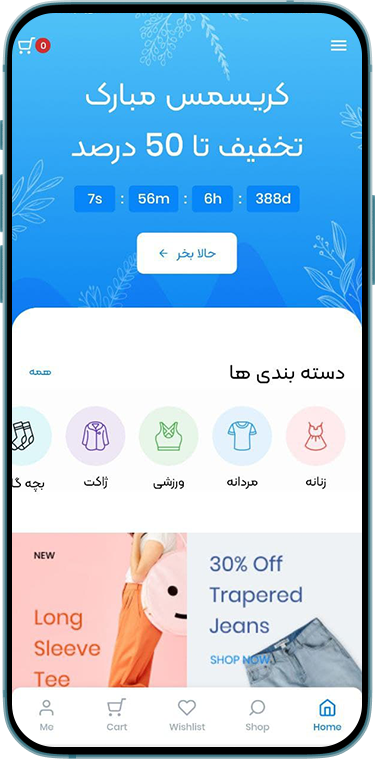 0
کریسمس مبارک
تخفیف تا 50 درصد
388d : 6h : 56m : 7s
حالا بخر
دسته بندی ها
همه
زنانه
مردانه
ورزشی
ژاکت
بچه گا
NEW
Long
Sleeve
Tee
30% Off
Trapered
Jeans
SHOP NOW
Me
Cart
Wishlist
Shop
Home